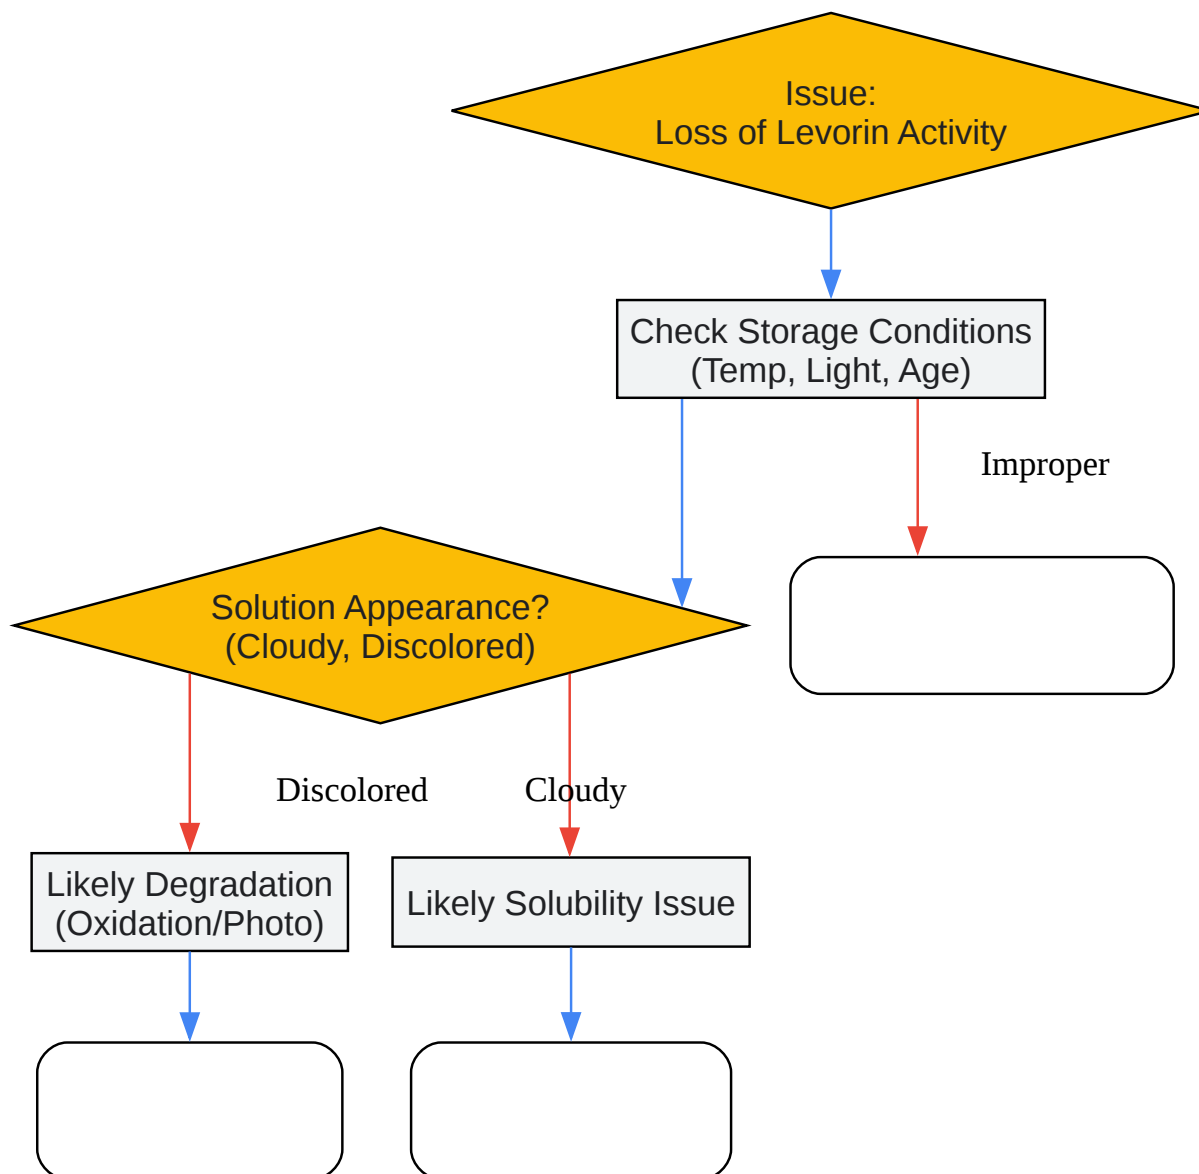 Issue:
Loss of Levorin Activity
Check Storage Conditions
(Temp, Light, Age)
Improper
Solution Appearance?
(Cloudy, Discolored)
Discolored
Cloudy
Likely Degradation
(Oxidation/Photo)
Likely Solubility Issue